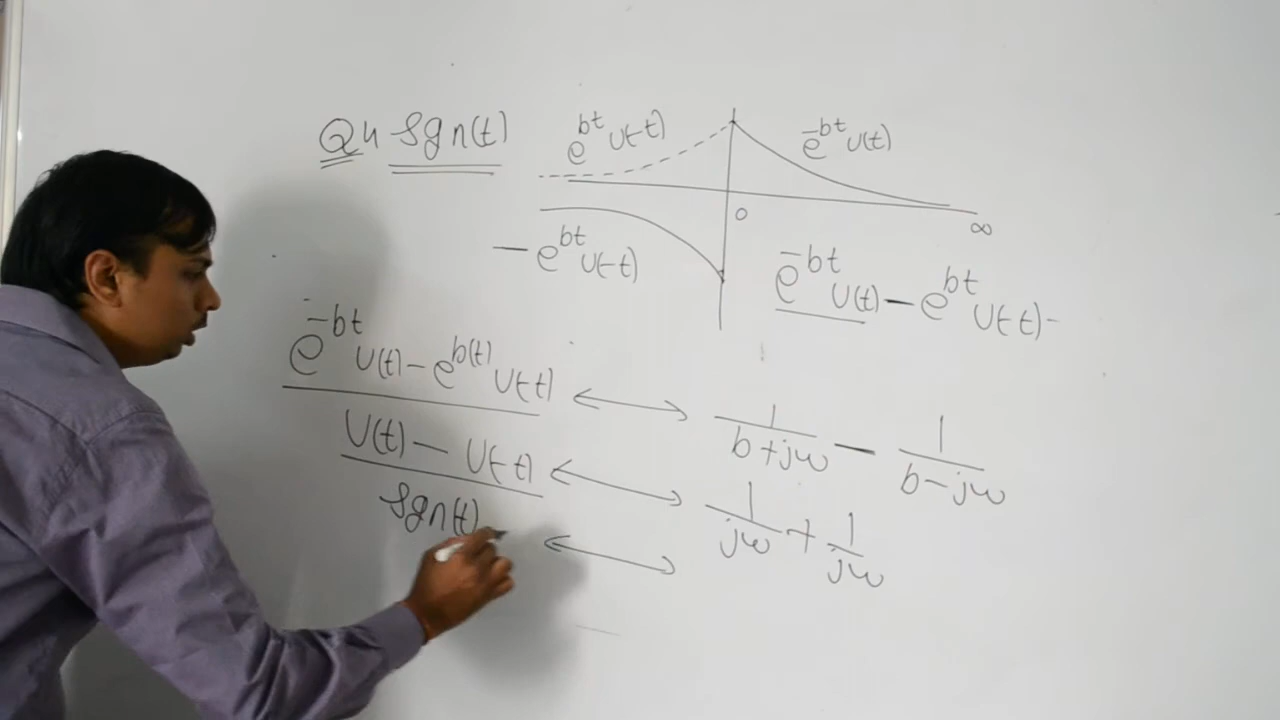 Q4 Sgn(t)
e^{bt} U(-t)
e^{-bt} U(t)
0
∞
- e^{bt} U(-t)
e^{-bt} U(t) - e^{bt} U(-t) -
e^{-bt} U(t) - e^{b(t)} U(-t) ⟷ 1/(b+jω) - 1/(b-jω)
U(t) - U(-t) ⟷ 1/jω + 1/jω
Sgn(t) ⟷